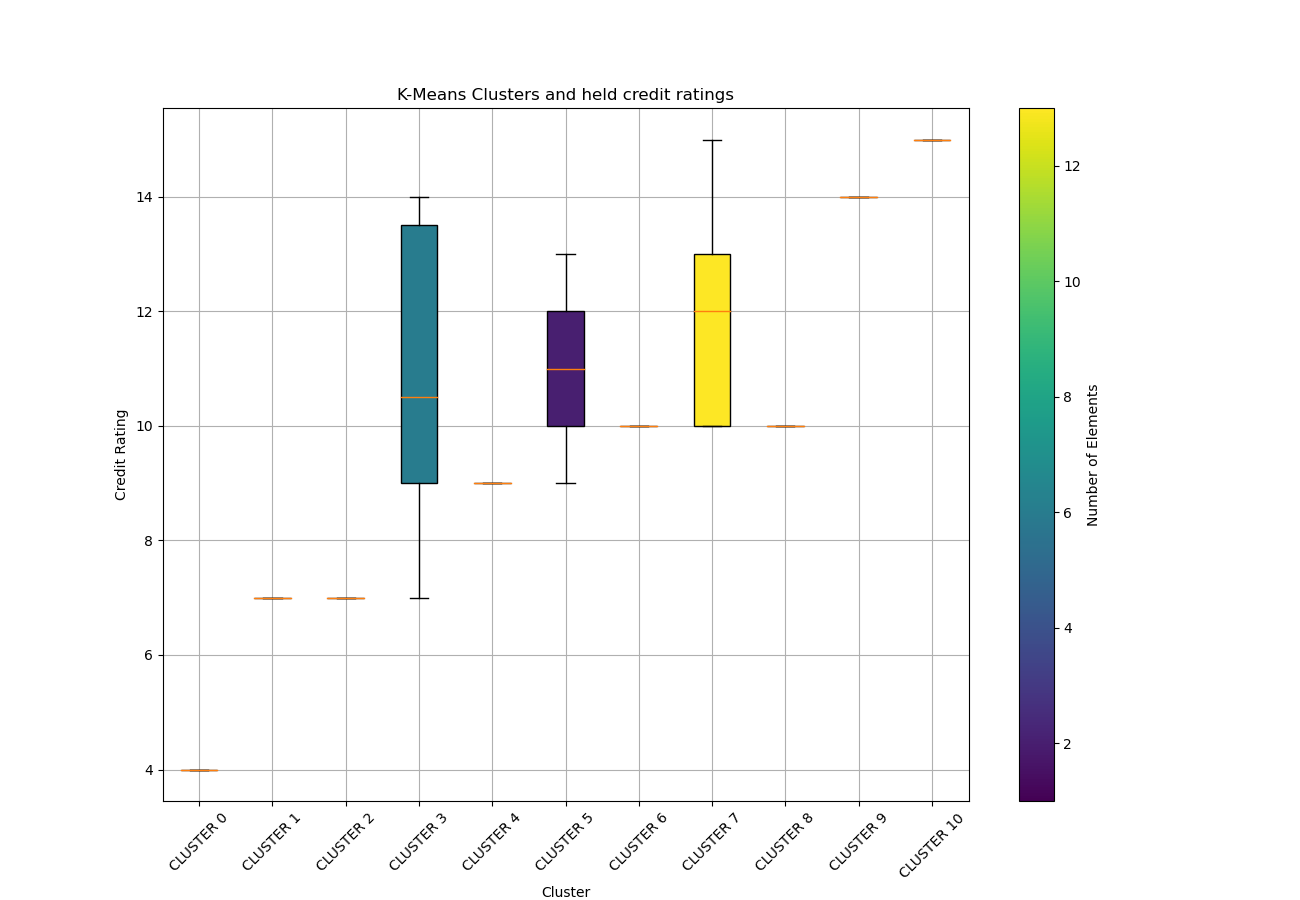 K-Means Clusters and held credit ratings
Credit Rating
14
12
10
8
6
4
CLUSTER 0
CLUSTER 1
CLUSTER 2
CLUSTER 3
CLUSTER 4
CLUSTER 5
CLUSTER 6
CLUSTER 7
CLUSTER 8
CLUSTER 9
CLUSTER 10
Cluster
12
10
8
6
4
2
Number of Elements